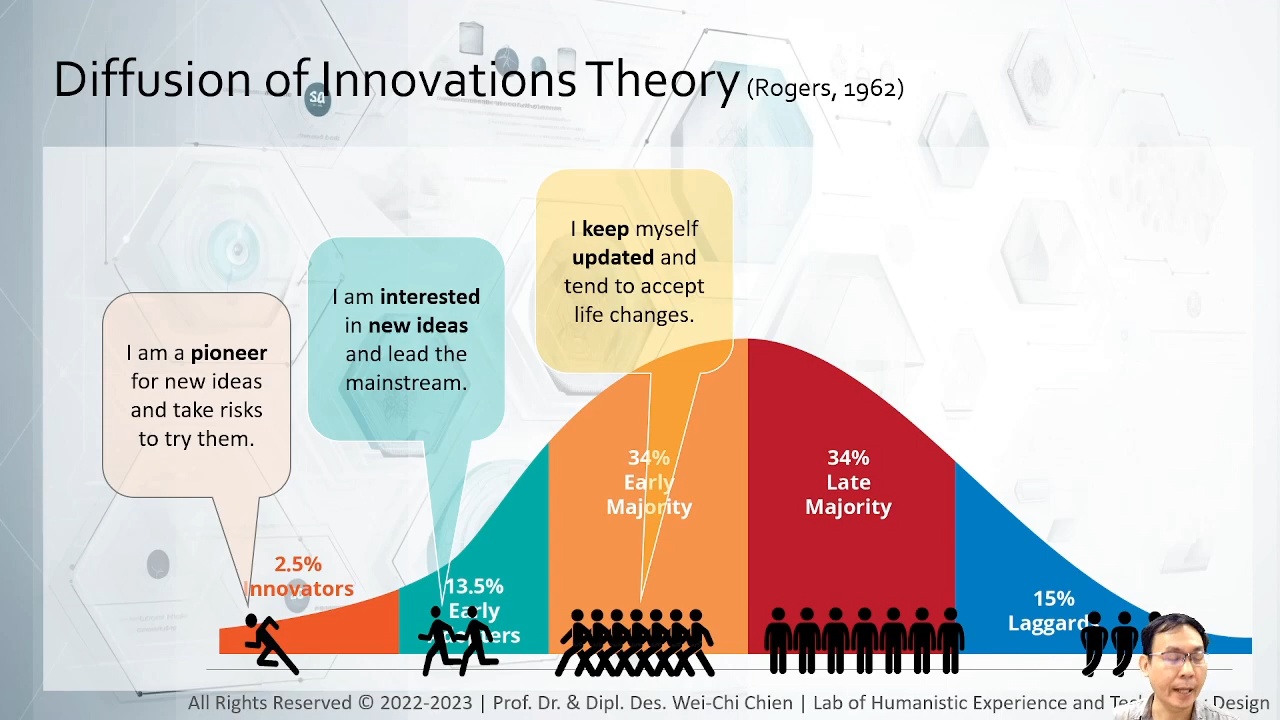 Diffusion of Innovations Theory (Rogers, 1962)
I am a pioneer
for new ideas
and take risks
to try them.
I am interested
in new ideas
and lead the
mainstream.
I keep myself
updated and
tend to accept
life changes.
2.5%
Innovators
13.5%
Early
34%
Early
Majority
34%
Late
Majority
15%
Laggard
All Rights Reserved © 2022-2023 | Prof. Dr. & Dipl. Des. Wei-Chi Chien | Lab of Humanistic Experience and Design